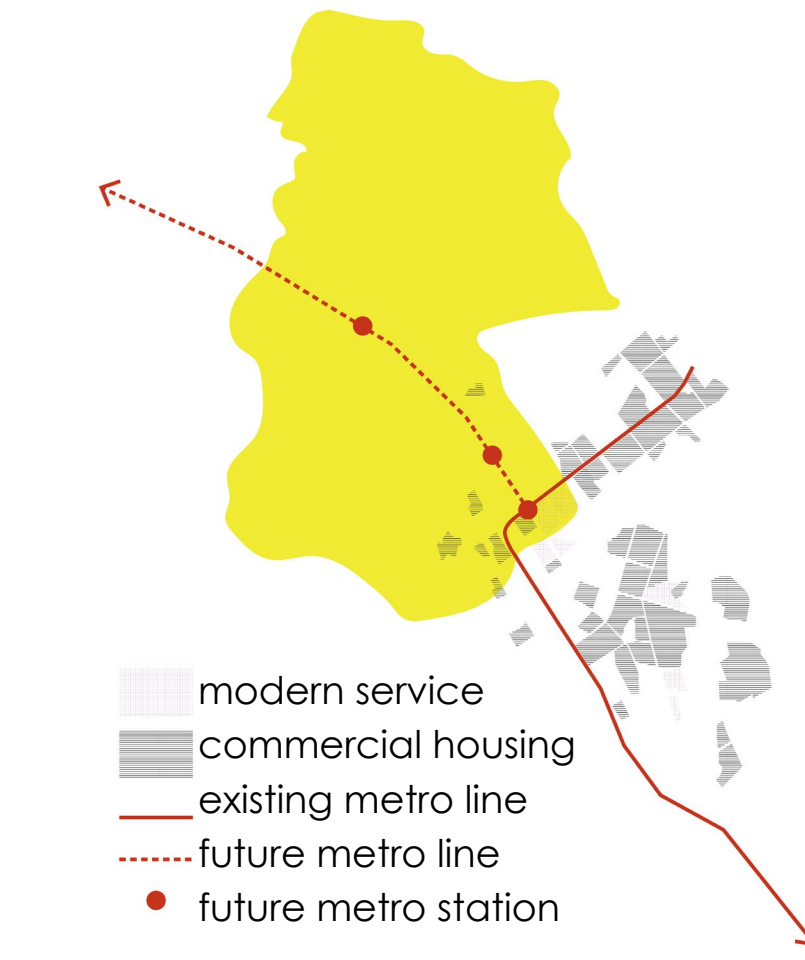 modern service
commercial housing
existing metro line
future metro line
future metro station